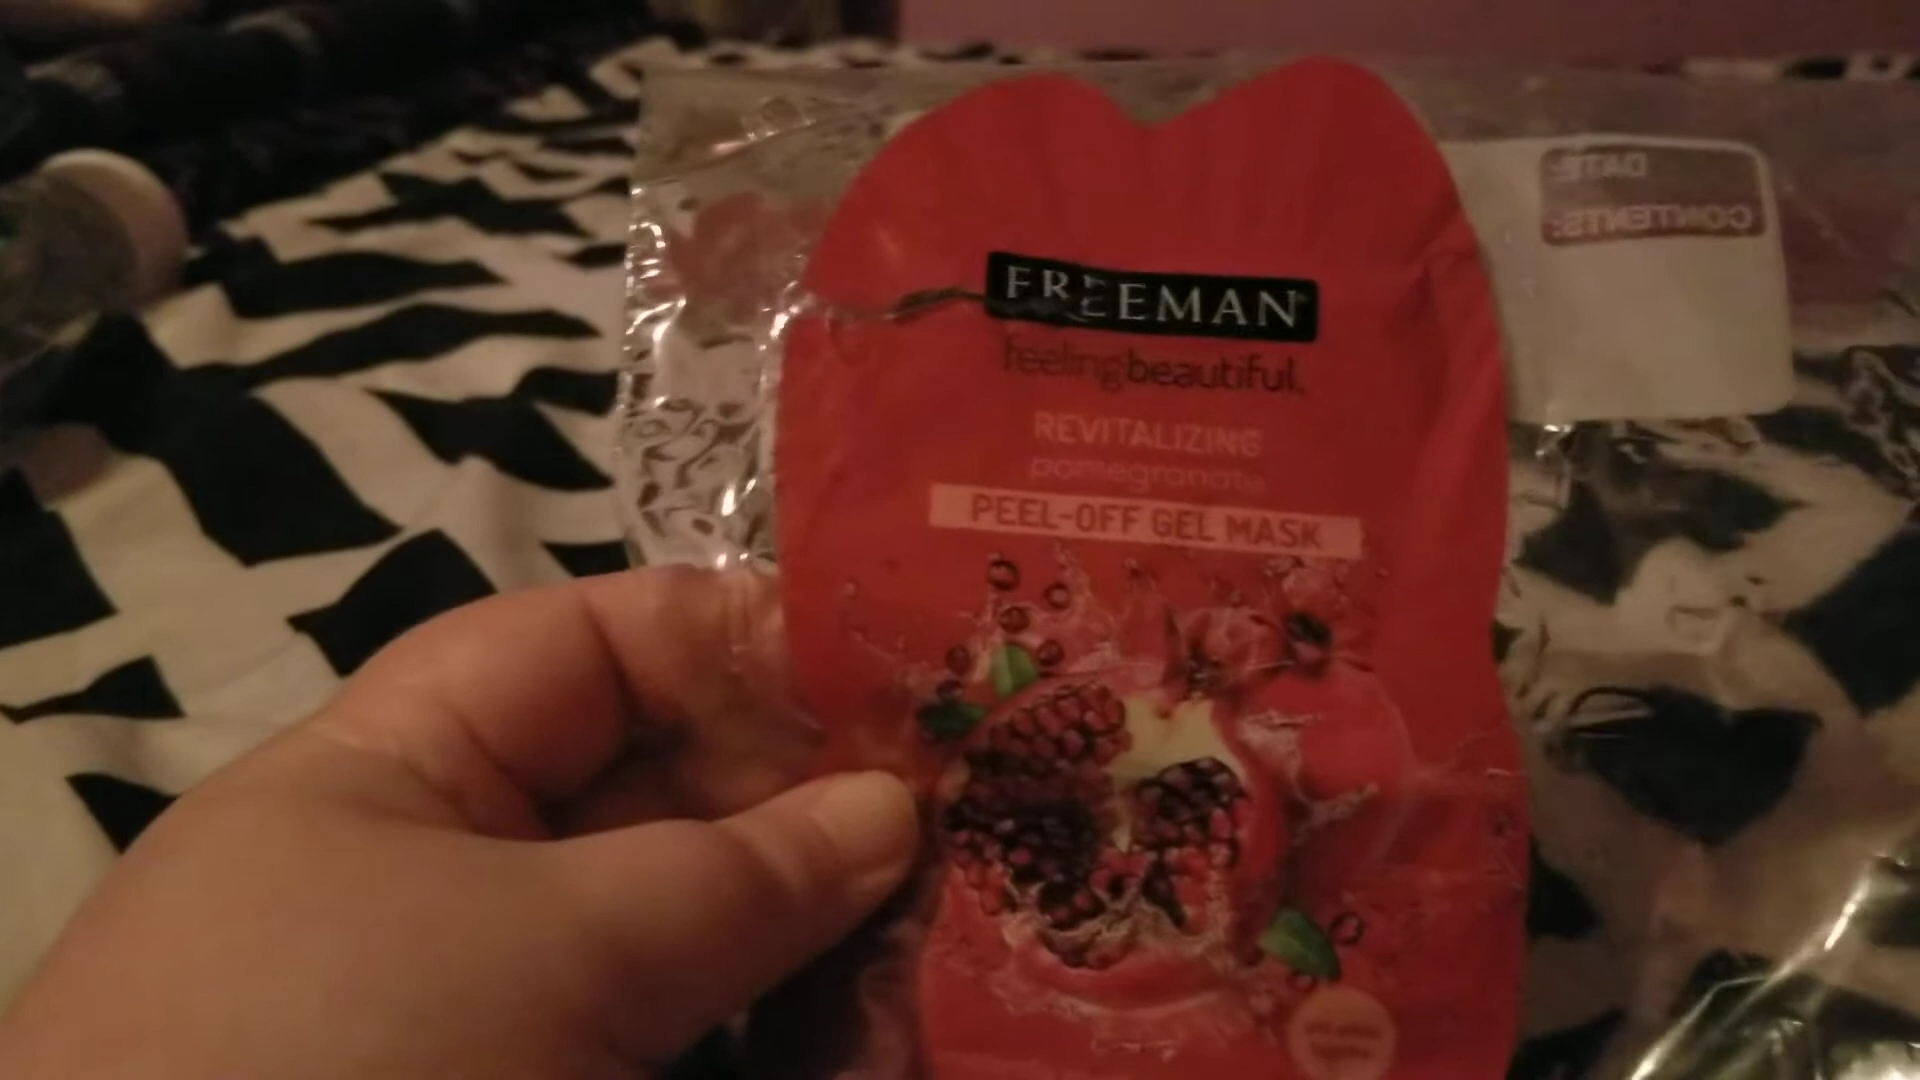 FREEMAN
feelingbeautiful.
REVITALIZING
pomegranate
PEEL-OFF GEL MASK
DATE:
CONTENTS: